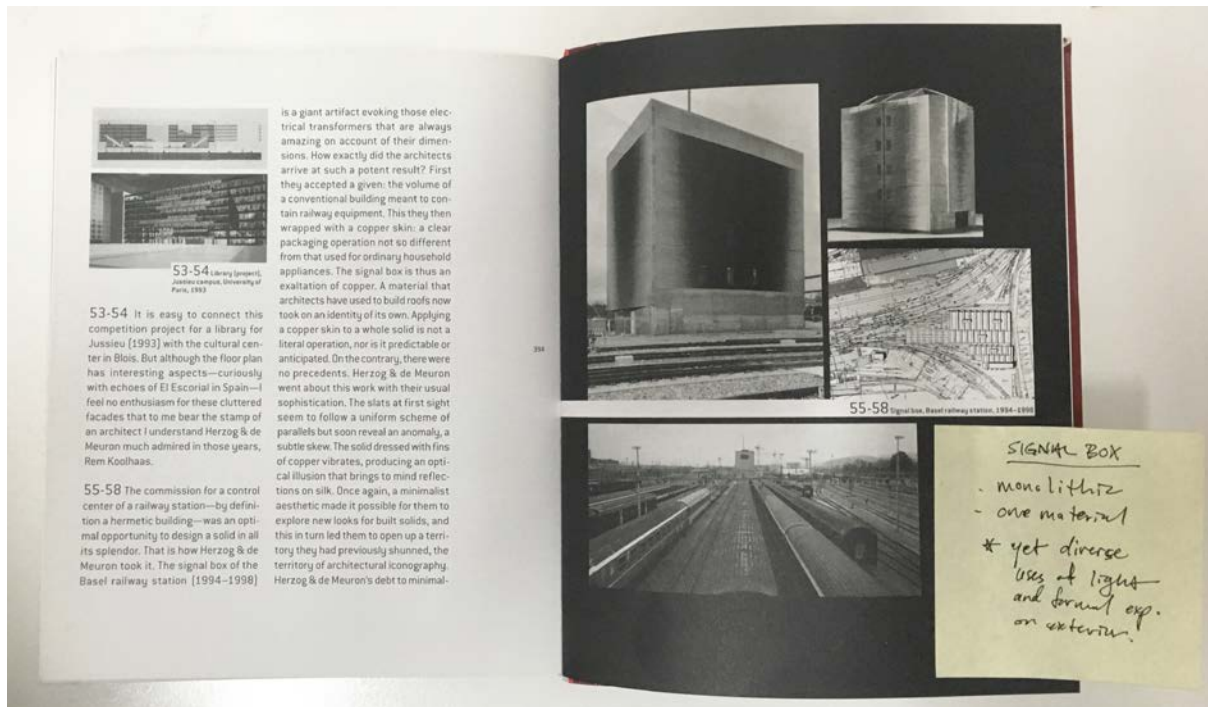 53-54 Library (project),
Jussieu campus, University of
Paris, 1993
53-54 It is easy to connect this
competition project for a library for
Jussieu (1993) with the cultural cen-
ter in Blois. But although the floor plan
has interesting aspects—curiously
with echoes of El Escorial in Spain—I
feel no enthusiasm for these cluttered
facades that to me bear the stamp of
an architect I understand Herzog & de
Meuron much admired in those years,
Rem Koolhaas.
55-58 The commission for a control
center of a railway station—by defini-
tion a hermetic building—was an opti-
mal opportunity to design a solid in all
its splendor. That is how Herzog & de
Meuron took it. The signal box of the
Basel railway station (1994–1998)
is a giant artifact evoking those elec-
trical transformers that are always
amazing on account of their dimen-
sions. How exactly did the architects
arrive at such a potent result? First
they accepted a given: the volume of
a conventional building meant to con-
tain railway equipment. This they then
wrapped with a copper skin: a clear
packaging operation not so different
from that used for ordinary household
appliances. The signal box is thus an
exaltation of copper. A material that
architects have used to build roofs now
took on an identity of its own. Applying
a copper skin to a whole solid is not a
literal operation, nor is it predictable or
anticipated. On the contrary, there were
no precedents. Herzog & de Meuron
went about this work with their usual
sophistication. The slats at first sight
seem to follow a uniform scheme of
parallels but soon reveal an anomaly, a
subtle skew. The solid dressed with fins
of copper vibrates, producing an opti-
cal illusion that brings to mind reflec-
tions on silk. Once again, a minimalist
aesthetic made it possible for them to
explore new looks for built solids, and
this in turn led them to open up a terri-
tory they had previously shunned, the
territory of architectural iconography.
Herzog & de Meuron's debt to minimal-
394
55-58 Signal box, Basel railway station, 1994-1998
SIGNAL BOX
- monolithic
- one material
* yet diverse
uses of light
and formal exp.
on exterior.